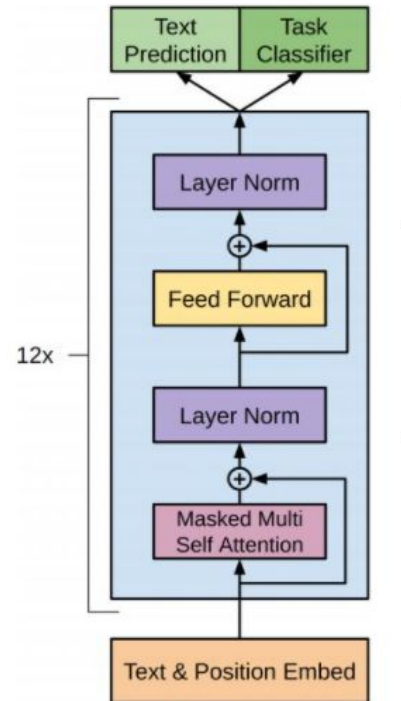 Text
Prediction
Task
Classifier
Layer Norm
Feed Forward
12x
Layer Norm
Masked Multi
Self Attention
Text & Position Embed